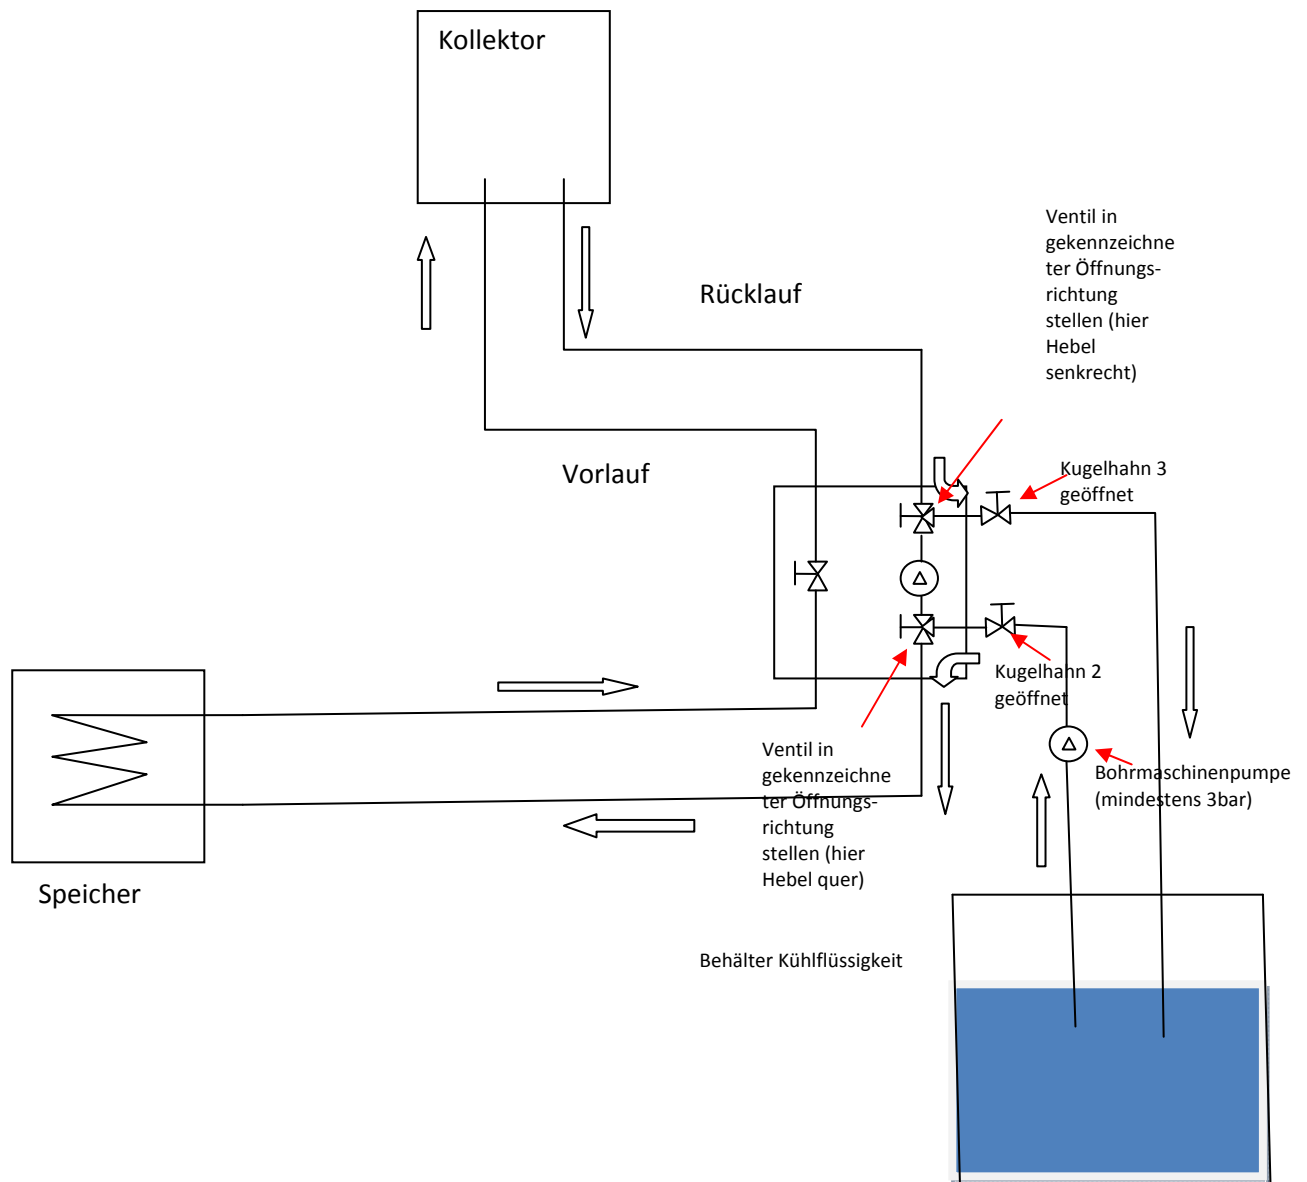 Kollektor
Ventil in
gekennzeichne
ter Öffnungs-
richtung
stellen (hier
Hebel
senkrecht)
Rücklauf
Vorlauf
Kugelhahn 3
geöffnet
Kugelhahn 2
geöffnet
Ventil in
gekennzeichne
ter Öffnungs-
richtung
stellen (hier
Hebel quer)
Bohrmaschinenpumpe
(mindestens 3bar)
Speicher
Behälter Kühlflüssigkeit